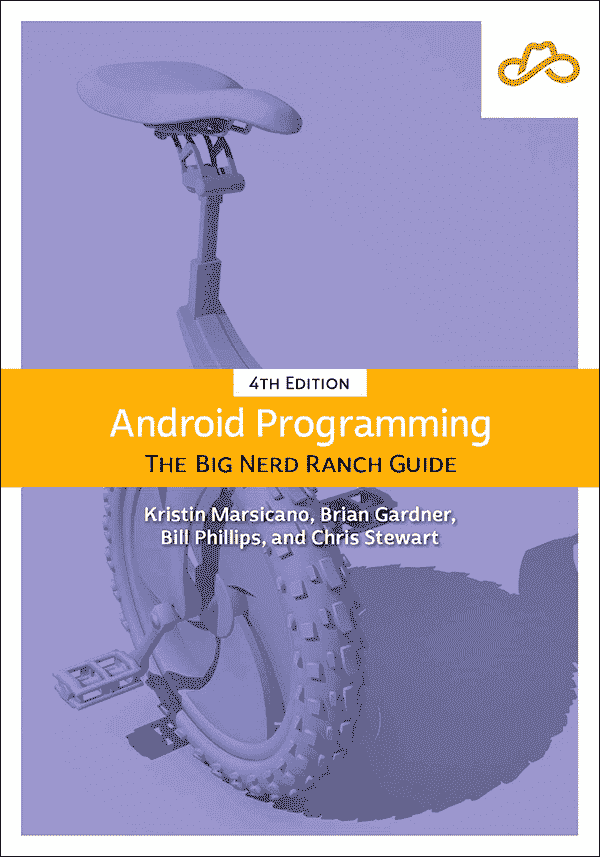 4TH EDITION
Android Programming
THE BIG NERD RANCH GUIDE
Kristin Marsicano, Brian Gardner,
Bill Phillips, and Chris Stewart